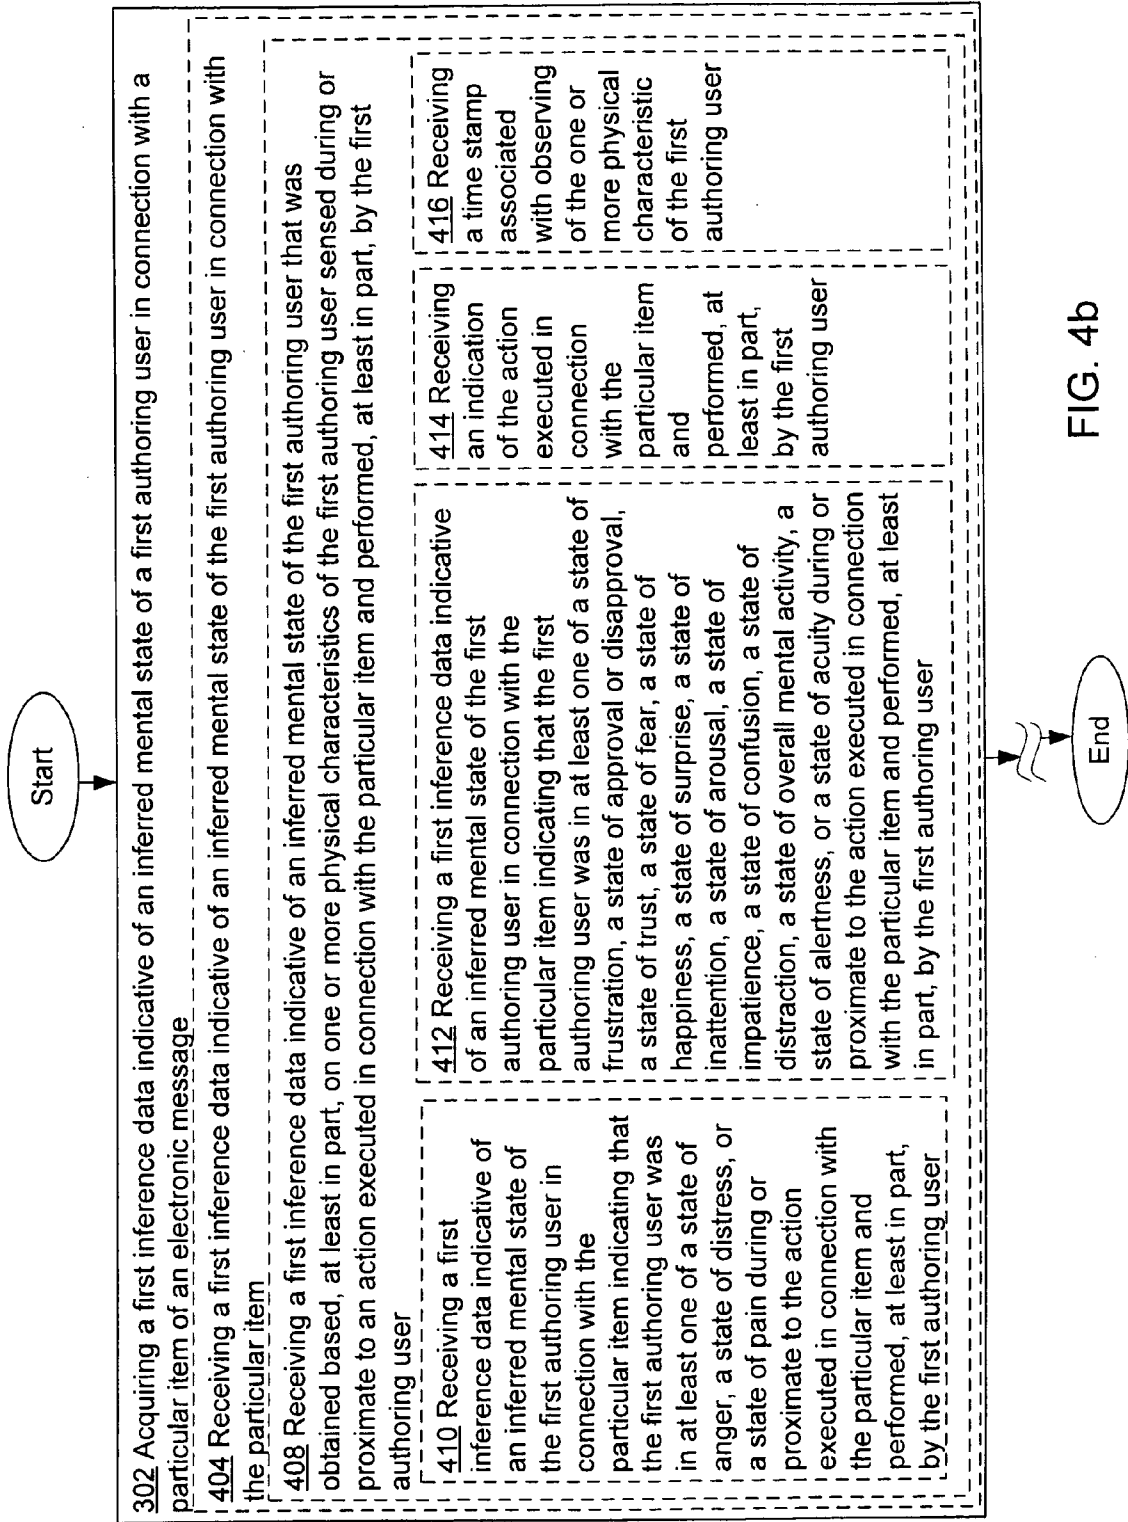 Start
302 Acquiring a first inference data indicative of an inferred mental state of a first authoring user in connection with a
particular item of an electronic message
404 Receiving a first inference data indicative of an inferred mental state of the first authoring user in connection with
the particular item
408 Receiving a first inference data indicative of an inferred mental state of the first authoring user that was
obtained based, at least in part, on one or more physical characteristics of the first authoring user sensed during or
proximate to an action executed in connection with the particular item and performed, at least in part, by the first
authoring user
410 Receiving a first
inference data indicative of
an inferred mental state of
the first authoring user in
connection with the
particular item indicating that
the first authoring user was
in at least one of a state of
anger, a state of distress, or
a state of pain during or
proximate to the action
executed in connection with
the particular item and
performed, at least in part,
by the first authoring user
412 Receiving a first inference data indicative
of an inferred mental state of the first
authoring user in connection with the
particular item indicating that the first
authoring user was in at least one of a state of
frustration, a state of approval or disapproval,
a state of trust, a state of fear, a state of
happiness, a state of surprise, a state of
inattention, a state of arousal, a state of
impatience, a state of confusion, a state of
distraction, a state of overall mental activity, a
state of alertness, or a state of acuity during or
proximate to the action executed in connection
with the particular item and performed, at least
in part, by the first authoring user
414 Receiving
an indication
of the action
executed in
connection
with the
particular item
and
performed, at
least in part,
by the first
authoring user
416 Receiving
a time stamp
associated
with observing
of the one or
more physical
characteristic
of the first
authoring user
End
FIG. 4b